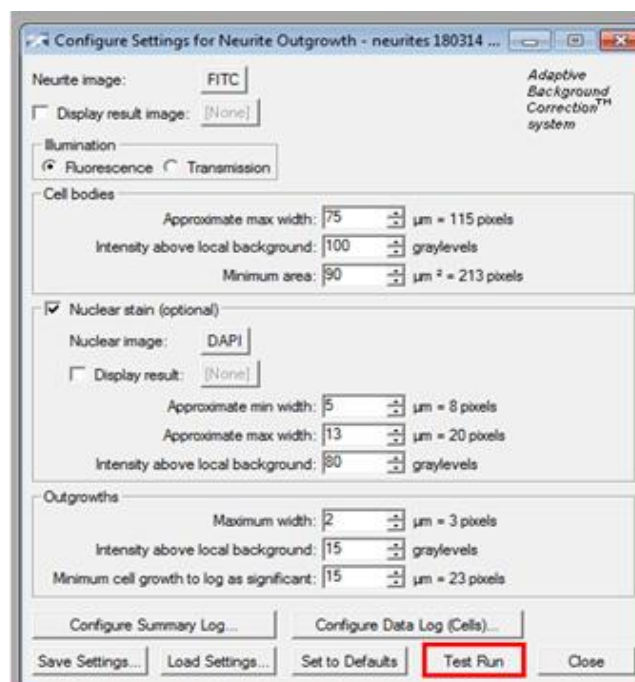 Configure Settings for Neurite Outgrowth - neurites 180314 ...
Neurite image: FITC
Adaptive
Background
Correction™
system
Display result image: [None]
Illumination
Fluorescence Transmission
Cell bodies
Approximate max width: 75 µm = 115 pixels
Intensity above local background: 100 graylevels
Minimum area: 90 µm ² = 213 pixels
Nuclear stain (optional)
Nuclear image: DAPI
Display result: [None]
Approximate min width: 5 µm = 8 pixels
Approximate max width: 13 µm = 20 pixels
Intensity above local background: 80 graylevels
Outgrowths
Maximum width: 2 µm = 3 pixels
Intensity above local background: 15 graylevels
Minimum cell growth to log as significant: 15 µm = 23 pixels
Configure Summary Log... Configure Data Log (Cells)...
Save Settings... Load Settings... Set to Defaults Test Run Close